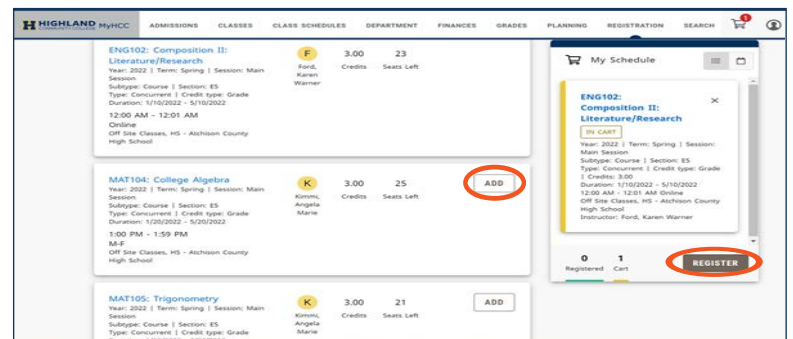 HIGHLAND MyHCC
COMMUNITY COLLEGE
ADMISSIONS CLASSES CLASS SCHEDULES DEPARTMENT FINANCES GRADES PLANNING REGISTRATION SEARCH
ENG102: Composition II:
Literature/Research
Year: 2022 | Term: Spring | Session: Main
Session
Subtype: Course | Section: E5
Type: Concurrent | Credit type: Grade
Duration: 1/10/2022 - 5/10/2022
12:00 AM - 12:01 AM
Online
Off Site Classes, HS - Atchison County
High School
F
Ford,
Karen
Warner
3.00
Credits
23
Seats Left
MAT104: College Algebra
Year: 2022 | Term: Spring | Session: Main
Session
Subtype: Course | Section: E5
Type: Concurrent | Credit type: Grade
Duration: 1/20/2022 - 5/20/2022
1:00 PM - 1:59 PM
M-F
Off Site Classes, HS - Atchison County
High School
K
Kimmi,
Angela
Marie
3.00
Credits
25
Seats Left
ADD
MAT105: Trigonometry
Year: 2022 | Term: Spring | Session: Main
Session
Subtype: Course | Section: E5
Type: Concurrent | Credit type: Grade
K
Kimmi,
Angela
Marie
3.00
Credits
21
Seats Left
ADD
My Schedule
ENG102:
Composition II:
Literature/Research
IN CART
Year: 2022 | Term: Spring | Session:
Main Session
Subtype: Course | Section: E5
Type: Concurrent | Credit type: Grade
| Credits: 3.00
Duration: 1/10/2022 - 5/10/2022
12:00 AM - 12:01 AM Online
Off Site Classes, HS - Atchison County
High School
Instructor: Ford, Karen Warner
0
Registered
1
Cart
REGISTER